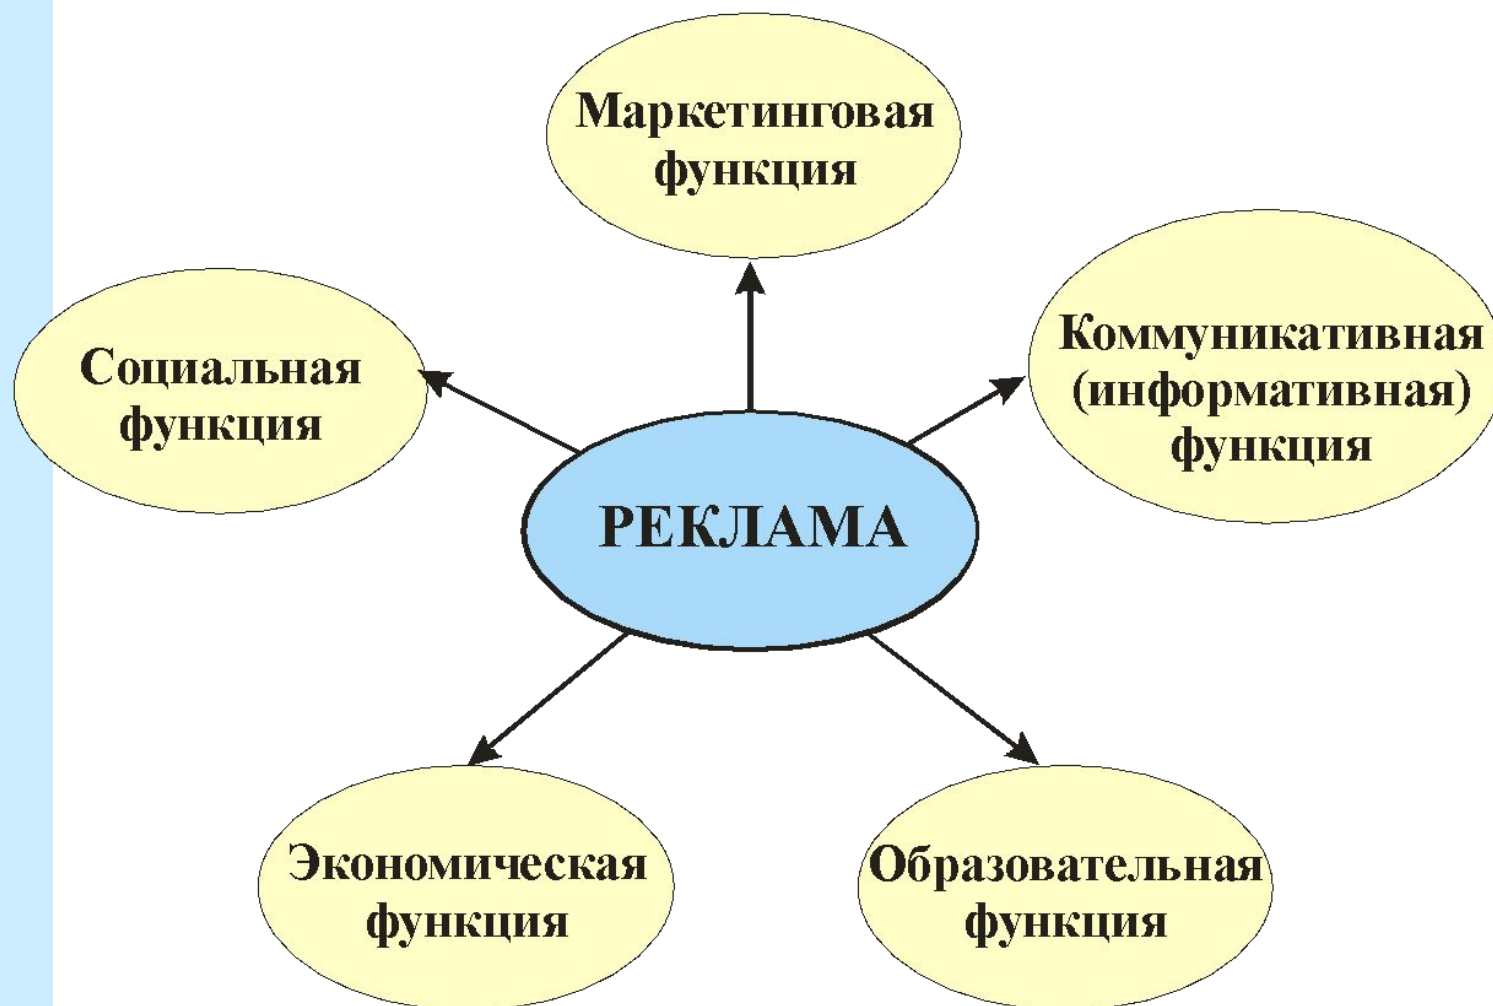 Маркетинговая
функция
Социальная
функция
Коммуникативная
(информативная)
функция
РЕКЛАМА
Экономическая
функция
Образовательная
функция